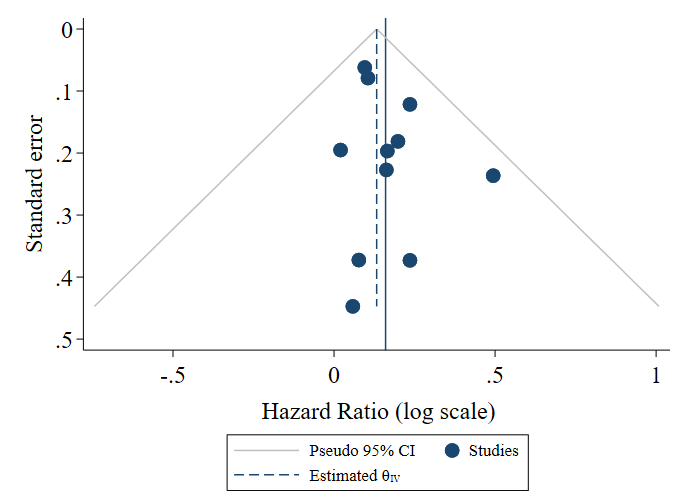 0
.1
.2
.3
.4
.5
Standard error
-.5 0 .5 1
Hazard Ratio (log scale)
Pseudo 95% CI Studies
Estimated θIV